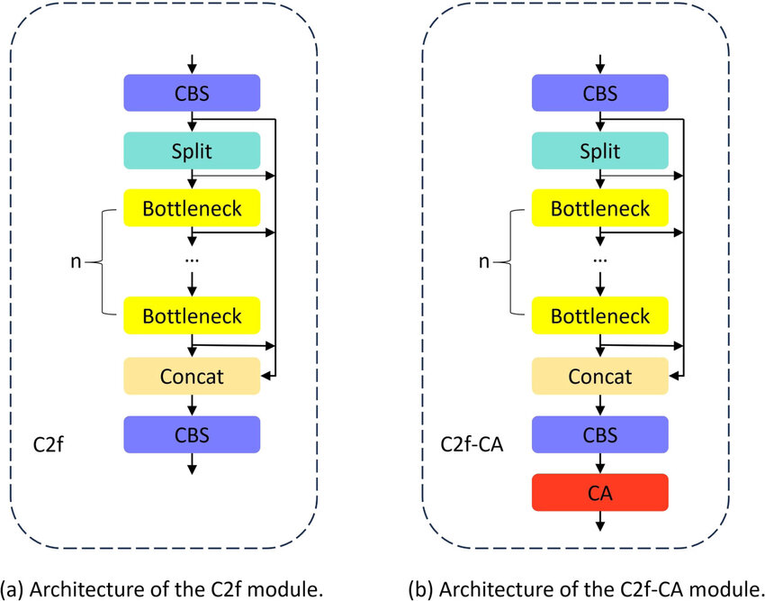 CBS
Split
Bottleneck
n
...
Bottleneck
Concat
C2f
CBS
(a) Architecture of the C2f module.
CBS
Split
Bottleneck
n
...
Bottleneck
Concat
C2f-CA
CBS
CA
(b) Architecture of the C2f-CA module.